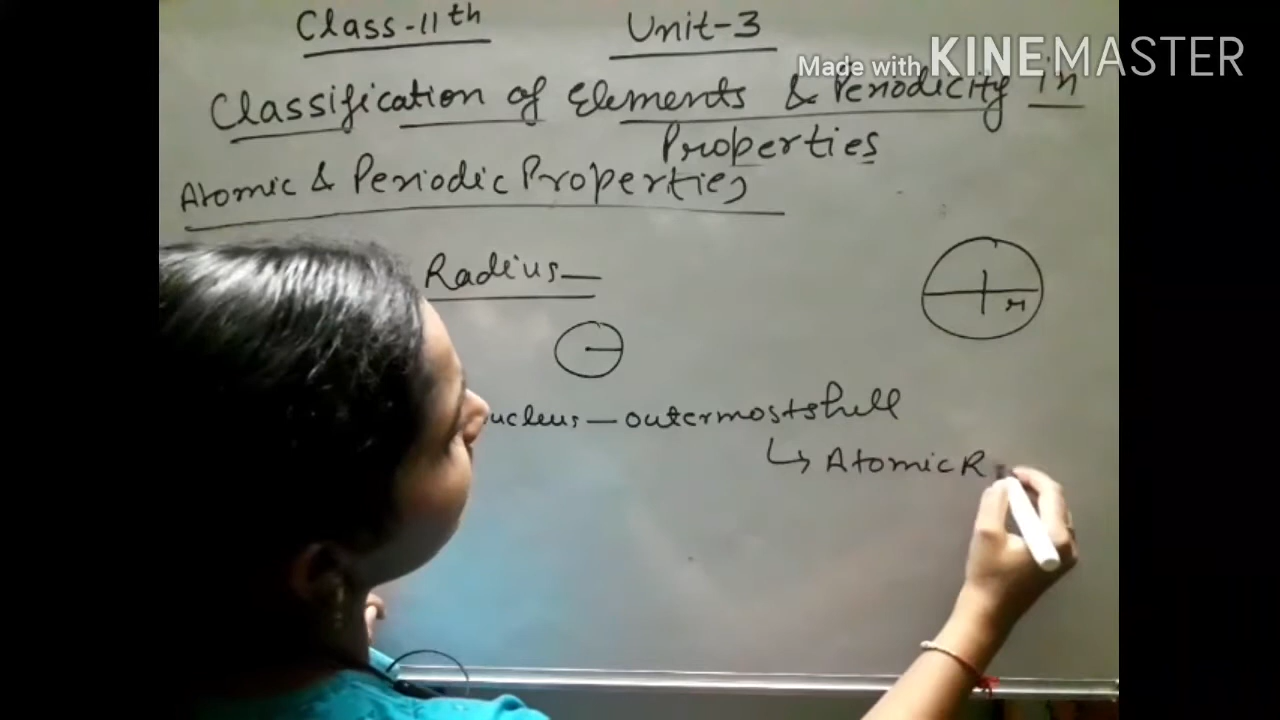 Class-11th Unit-3
Made with KINEMASTER
Classification of Elements & Periodicity in
Properties
Atomic & Periodic Properties
Radius—
r
ucleus — outermost shell
↳ Atomic R